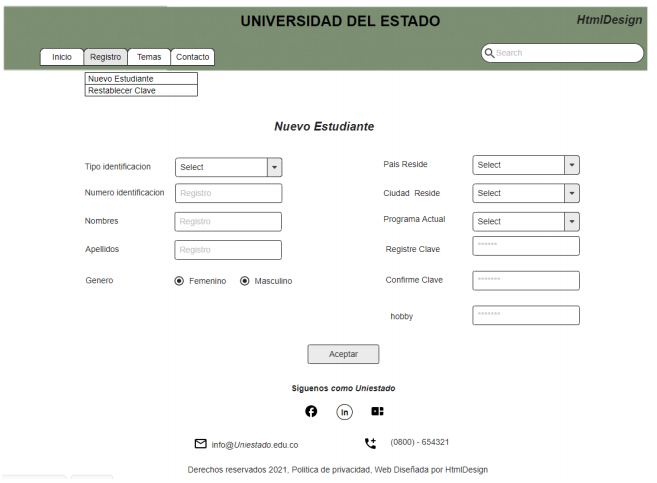 UNIVERSIDAD DEL ESTADO
HtmlDesign
Inicio
Registro
Temas
Contacto
Search
Nuevo Estudiante
Restablecer Clave
Nuevo Estudiante
Tipo identificacion
Select
Numero identificacion
Registro
Nombres
Registro
Apellidos
Registro
Genero
Femenino
Masculino
Pais Reside
Select
Ciudad Reside
Select
Programa Actual
Select
Registre Clave
******
Confirme Clave
*******
hobby
*******
Aceptar
Siguenos como Uniestado
in
info@Uniestado.edu.co
(0800) - 654321
Derechos reservados 2021, Politica de privacidad, Web Diseñada por HtmlDesign